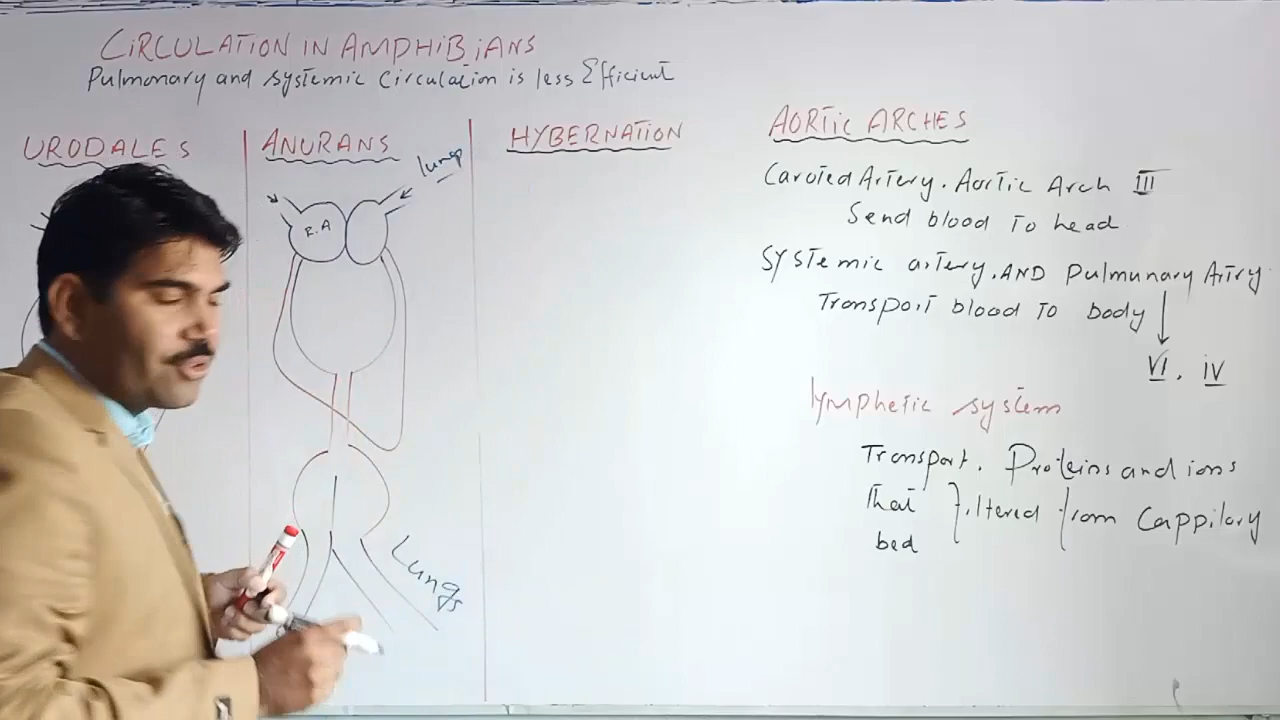 CIRCULATION IN AMPHIBIANS
Pulmonary and systemic circulation is less Efficient
URODALES
ANURANS
HYBERNATION
AORTIC ARCHES
lung
R.A
Lungs
Caroted Artery. Aortic Arch III
Send blood To head
Systemic artery. AND Pulmunary Artry
Transport blood To body
VI. IV
lymphetic system
Transport. Proteins and ions
That filtered from Cappilary
bed